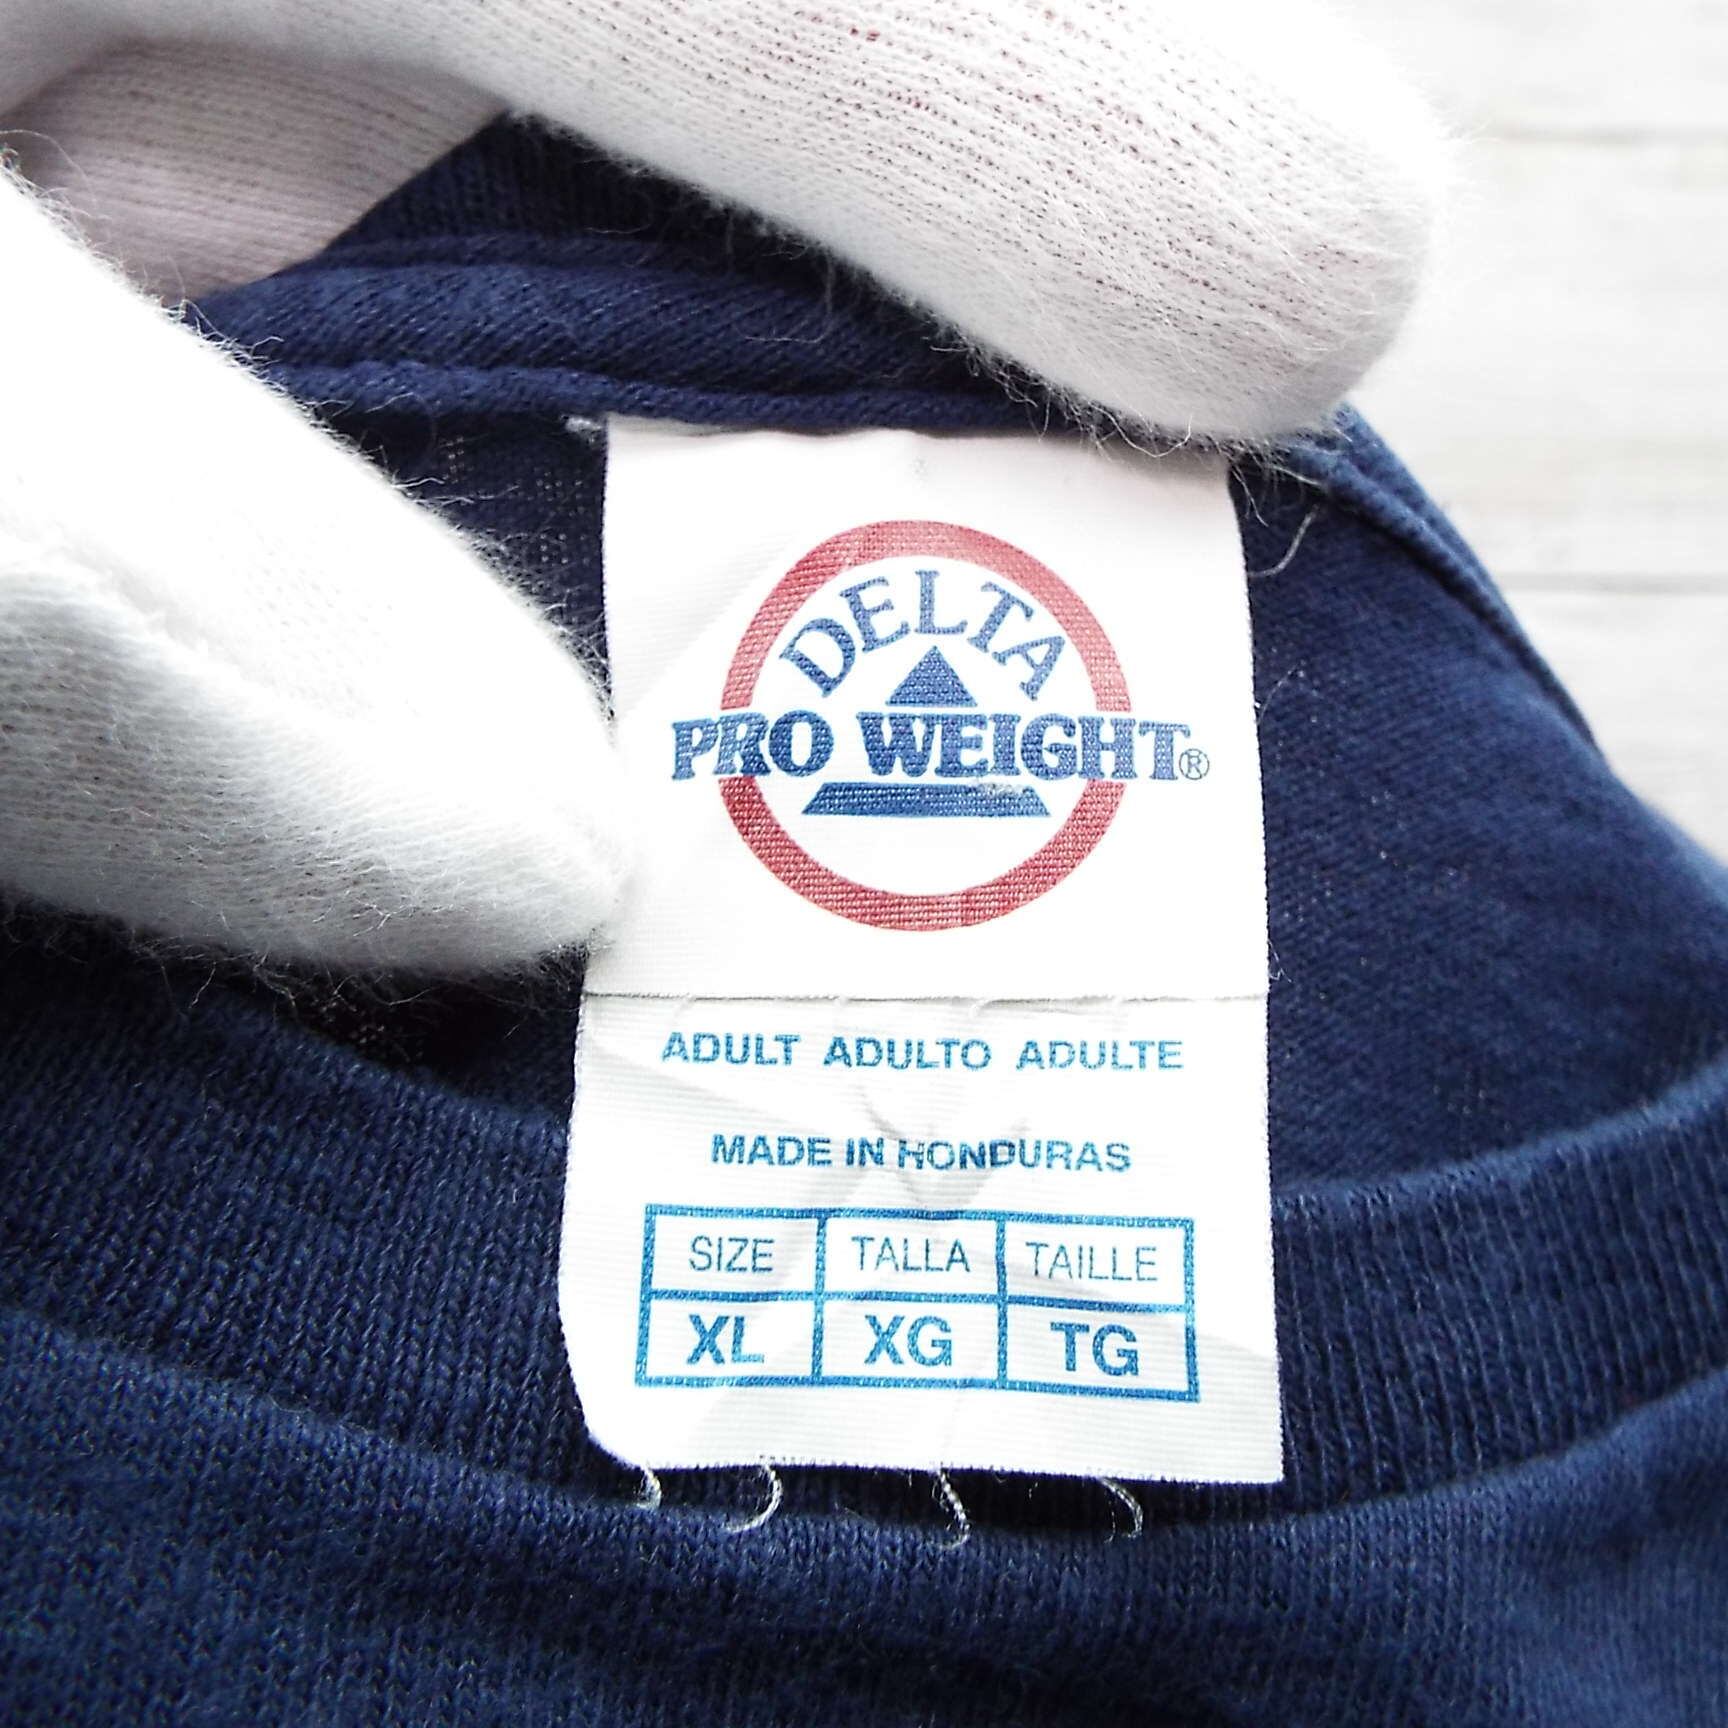 DELTA
PRO WEIGHT®
ADULT ADULTO ADULTE
MADE IN HONDURAS
SIZE TALLA TAILLE
XL XG TG